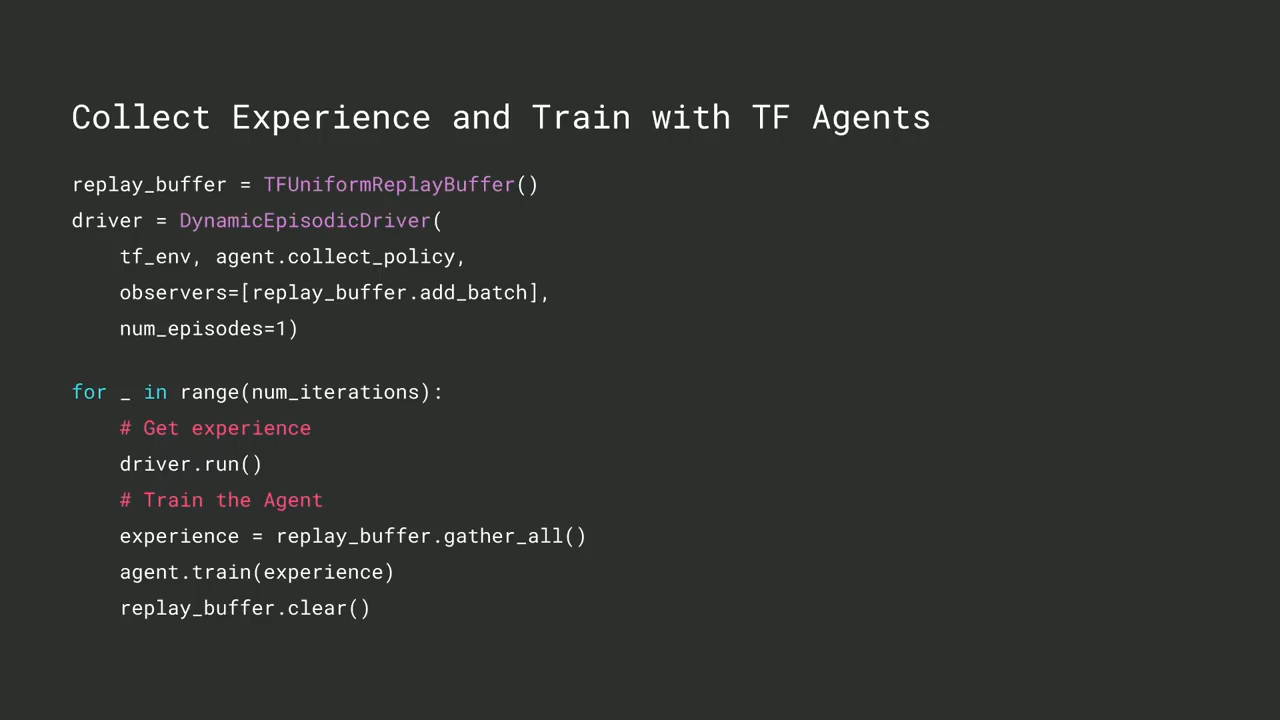 Collect Experience and Train with TF Agents
replay_buffer = TFUniformReplayBuffer()
driver = DynamicEpisodicDriver(
    tf_env, agent.collect_policy,
    observers=[replay_buffer.add_batch],
    num_episodes=1)
for _ in range(num_iterations):
    # Get experience
    driver.run()
    # Train the Agent
    experience = replay_buffer.gather_all()
    agent.train(experience)
    replay_buffer.clear()